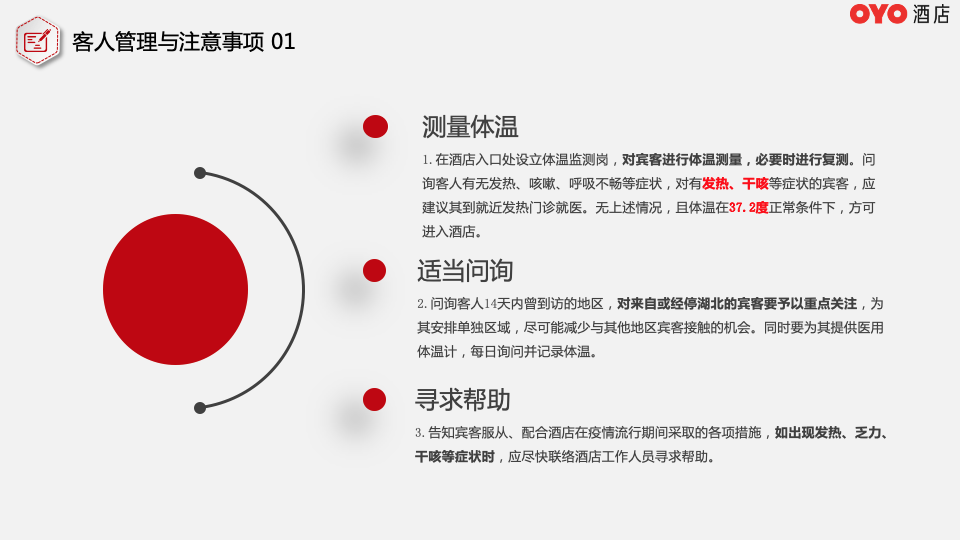 OYO 酒店
客人管理与注意事项 01
测量体温
1. 在酒店入口处设立体温监测岗，对宾客进行体温测量，必要时进行复测。问
询客人有无发热、咳嗽、呼吸不畅等症状，对有发热、干咳等症状的宾客，应
建议其到就近发热门诊就医。无上述情况，且体温在37.2度正常条件下，方可
进入酒店。
适当问询
2. 问询客人14天内曾到访的地区，对来自或经停湖北的宾客要予以重点关注，为
其安排单独区域，尽可能减少与其他地区宾客接触的机会。同时要为其提供医用
体温计，每日询问并记录体温。
寻求帮助
3. 告知宾客服从、配合酒店在疫情流行期间采取的各项措施，如出现发热、乏力、
干咳等症状时，应尽快联络酒店工作人员寻求帮助。